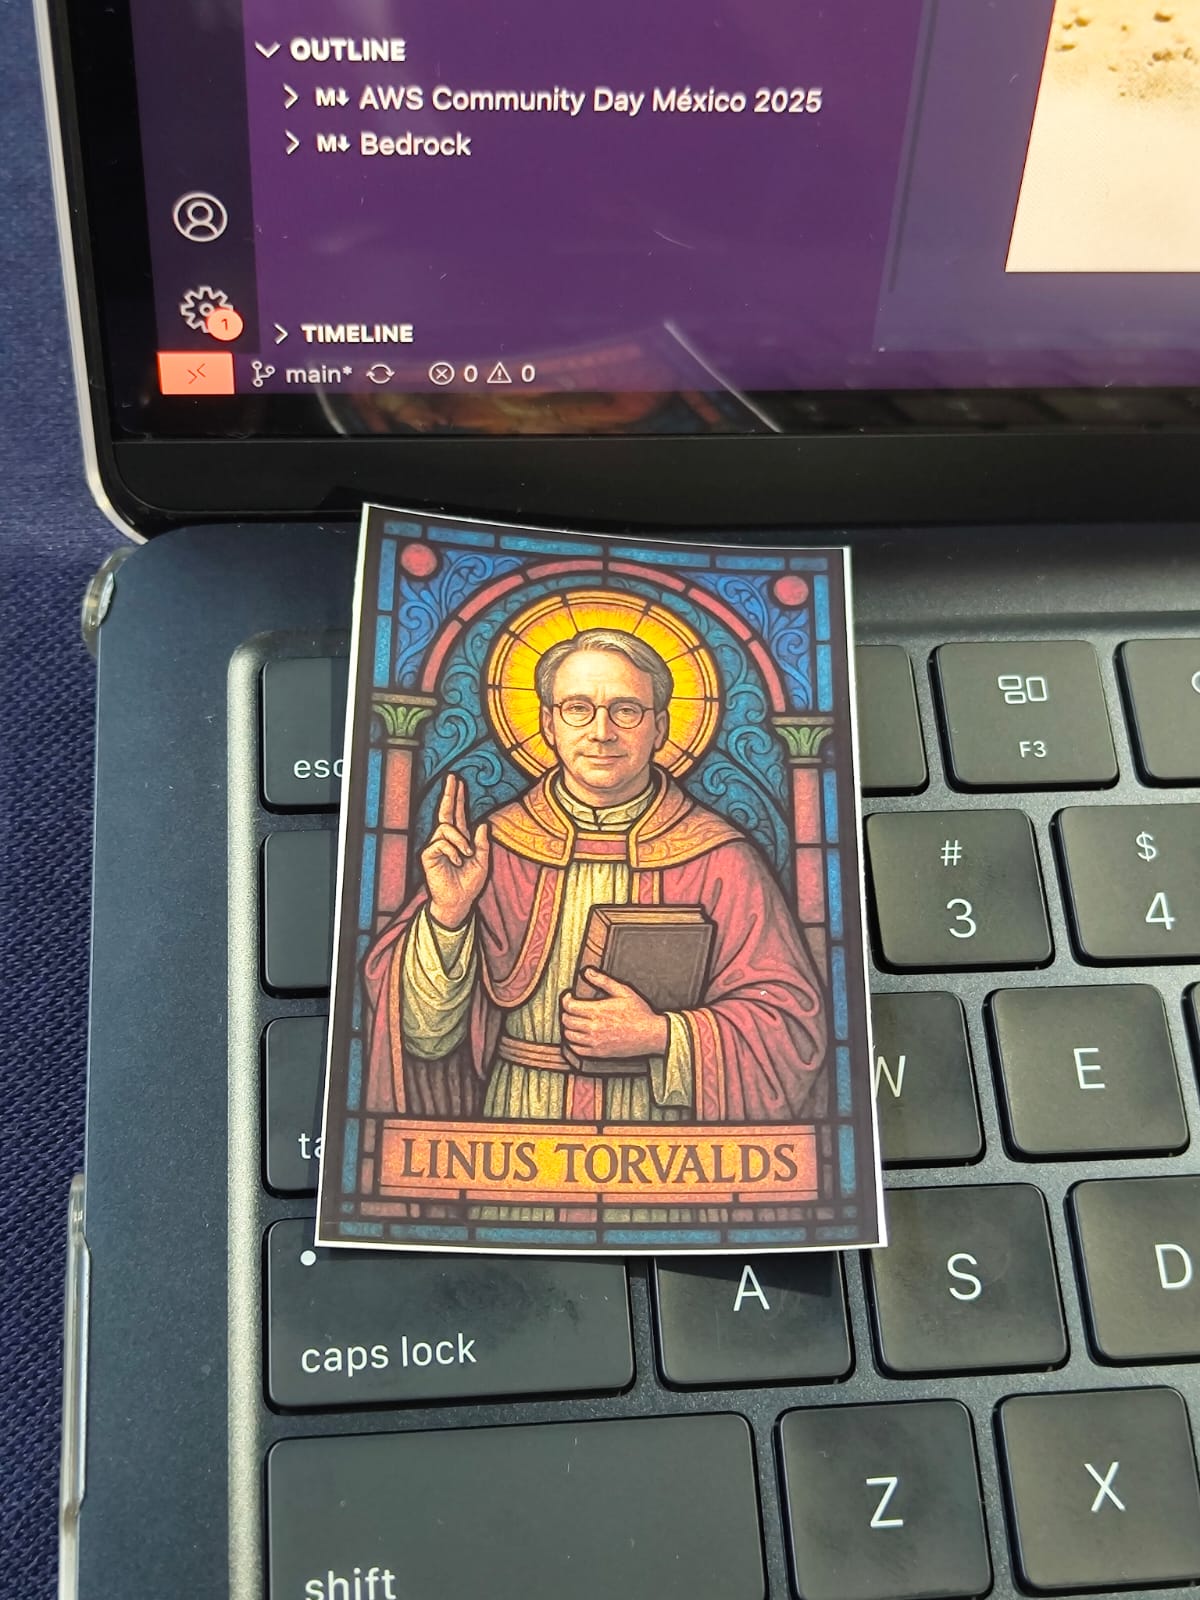 OUTLINE
M↓ AWS Community Day México 2025
M↓ Bedrock
1
TIMELINE
main* 0 0
LINUS TORVALDS
esc
F3
#
3
$
4
W
E
caps lock
A
S
D
shift
Z
X